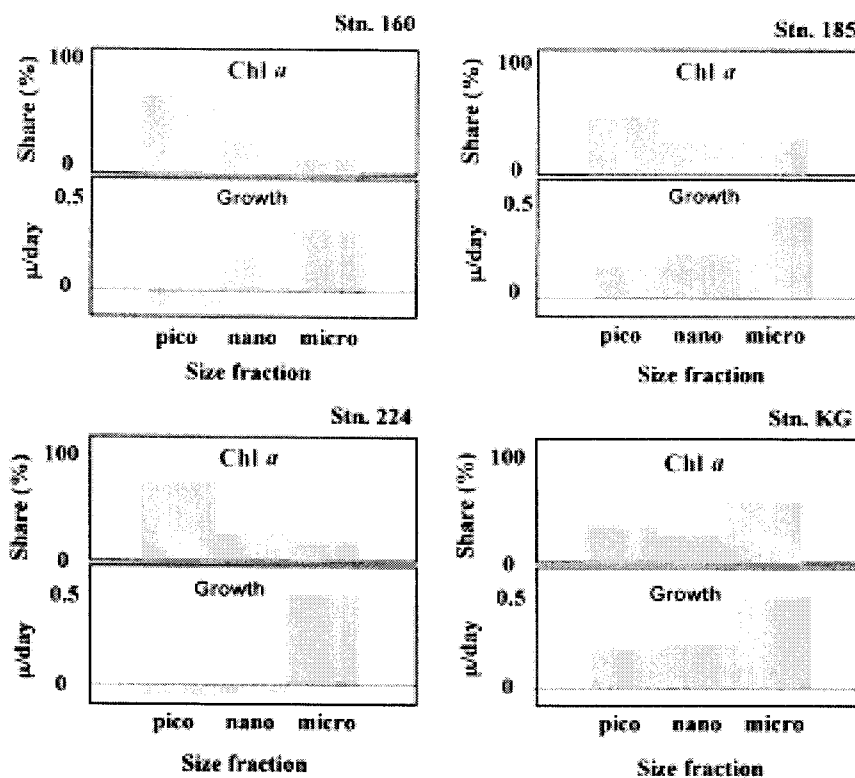 Stn. 160
100
Chl a
Share (%)
0
0.5
Growth
µ/day
0
pico nano micro
Size fraction
Stn. 185
100
Chl a
Share (%)
0
0.5
Growth
µ/day
0
pico nano micro
Size fraction
Stn. 224
100
Chl a
Share (%)
0
0.5
Growth
µ/day
0
pico nano micro
Size fraction
Stn. KG
100
Chl a
Share (%)
0
0.5
Growth
µ/day
0
pico nano micro
Size fraction